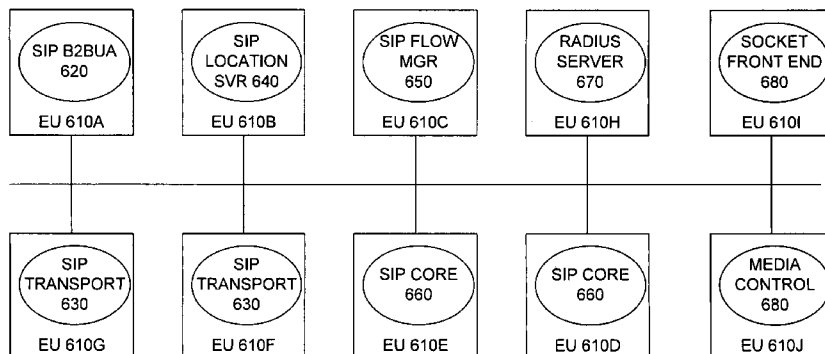 SIP B2BUA
620
EU 610A
SIP
LOCATION
SVR 640
EU 610B
SIP FLOW
MGR
650
EU 610C
RADIUS
SERVER
670
EU 610H
SOCKET
FRONT END
680
EU 610I
SIP
TRANSPORT
630
EU 610G
SIP
TRANSPORT
630
EU 610F
SIP CORE
660
EU 610E
SIP CORE
660
EU 610D
MEDIA
CONTROL
680
EU 610J